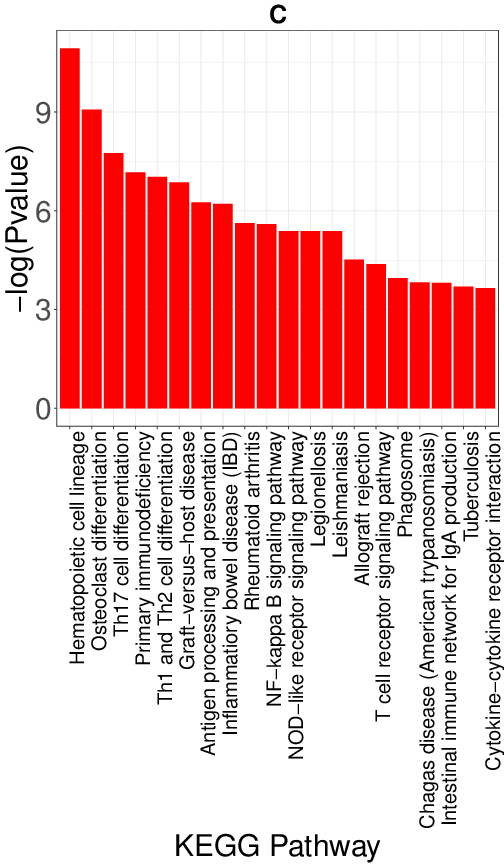 C
−log(Pvalue)
9
6
3
0
Hematopoietic cell lineage
Osteoclast differentiation
Th17 cell differentiation
Primary immunodeficiency
Th1 and Th2 cell differentiation
Graft−versus−host disease
Antigen processing and presentation
Inflammatory bowel disease (IBD)
Rheumatoid arthritis
NF−kappa B signaling pathway
NOD−like receptor signaling pathway
Legionellosis
Leishmaniasis
Allograft rejection
T cell receptor signaling pathway
Phagosome
Chagas disease (American trypanosomiasis)
Intestinal immune network for IgA production
Tuberculosis
Cytokine−cytokine receptor interaction
KEGG Pathway